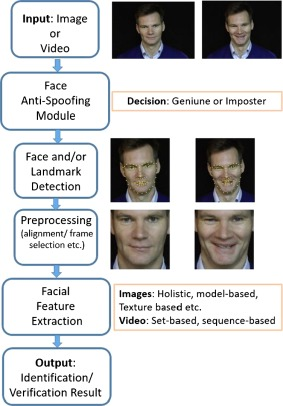 Input: Image
or
Video
Face
Anti-Spoofing
Module
Decision: Geniune or Imposter
Face and/or
Landmark
Detection
Preprocessing
(alignment/ frame
selection etc.)
Facial
Feature
Extraction
Images: Holistic, model-based,
Texture based etc.
Video: Set-based, sequence-based
Output:
Identification/
Verification Result